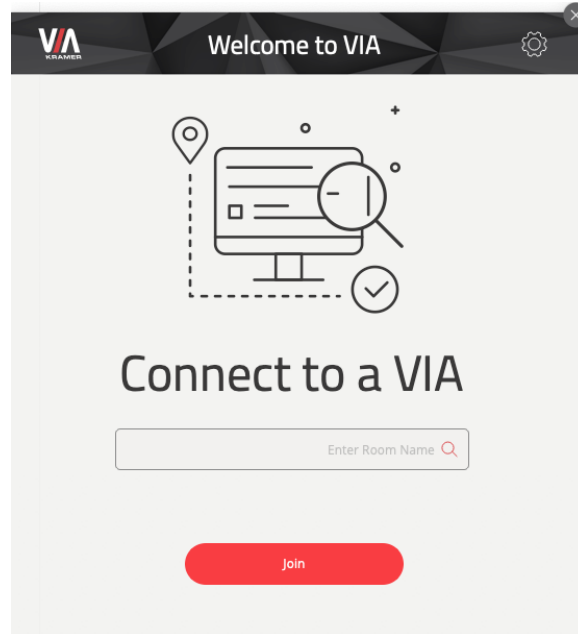 VIA
KRAMER
Welcome to VIA
Connect to a VIA
Enter Room Name
Join